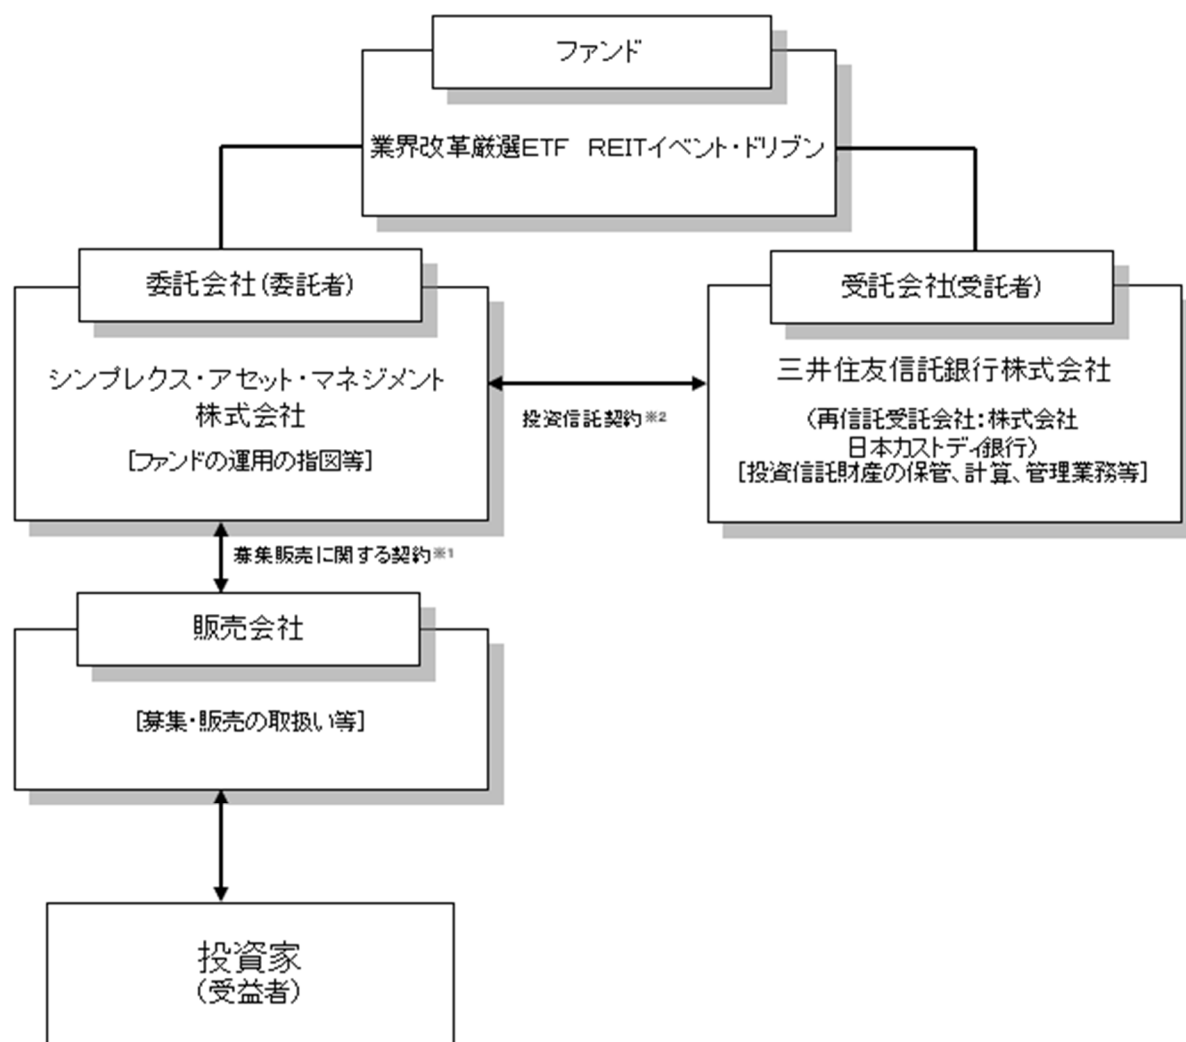 ファンド
業界改革厳選ETF　REITイベント・ドリブン
委託会社(委託者)
シンプレクス・アセット・マネジメント
株式会社
[ファンドの運用の指図等]
投資信託契約※2
受託会社(受託者)
三井住友信託銀行株式会社
(再信託受託会社：株式会社
日本カストディ銀行)
[投資信託財産の保管、計算、管理業務等]
募集販売に関する契約※1
販売会社
[募集・販売の取扱い等]
投資家
(受益者)